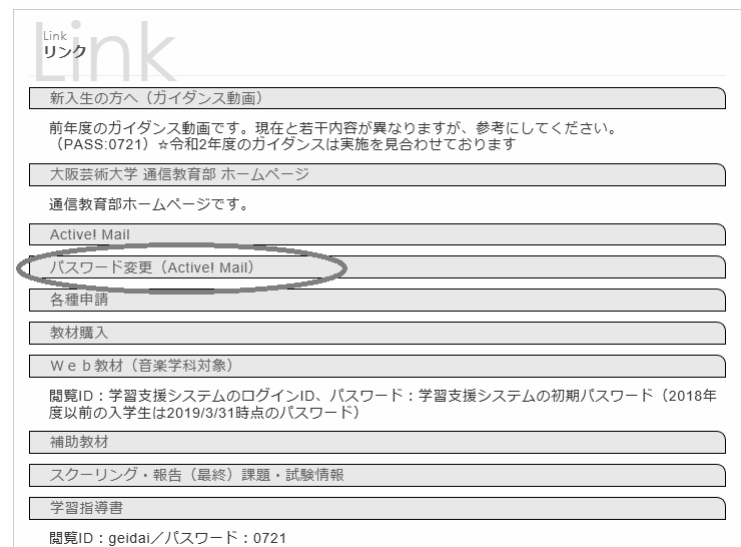 Link
Link
リンク
新入生の方へ（ガイダンス動画）
前年度のガイダンス動画です。現在と若干内容が異なりますが、参考にしてください。
（PASS:0721）☆令和2年度のガイダンスは実施を見合わせております
大阪芸術大学 通信教育部 ホームページ
通信教育部ホームページです。
Active! Mail
パスワード変更（Active! Mail）
各種申請
教材購入
Ｗｅｂ教材（音楽学科対象）
閲覧ID：学習支援システムのログインID、パスワード：学習支援システムの初期パスワード（2018年
度以前の入学生は2019/3/31時点のパスワード）
補助教材
スクーリング・報告（最終）課題・試験情報
学習指導書
閲覧ID：geidai／パスワード：0721